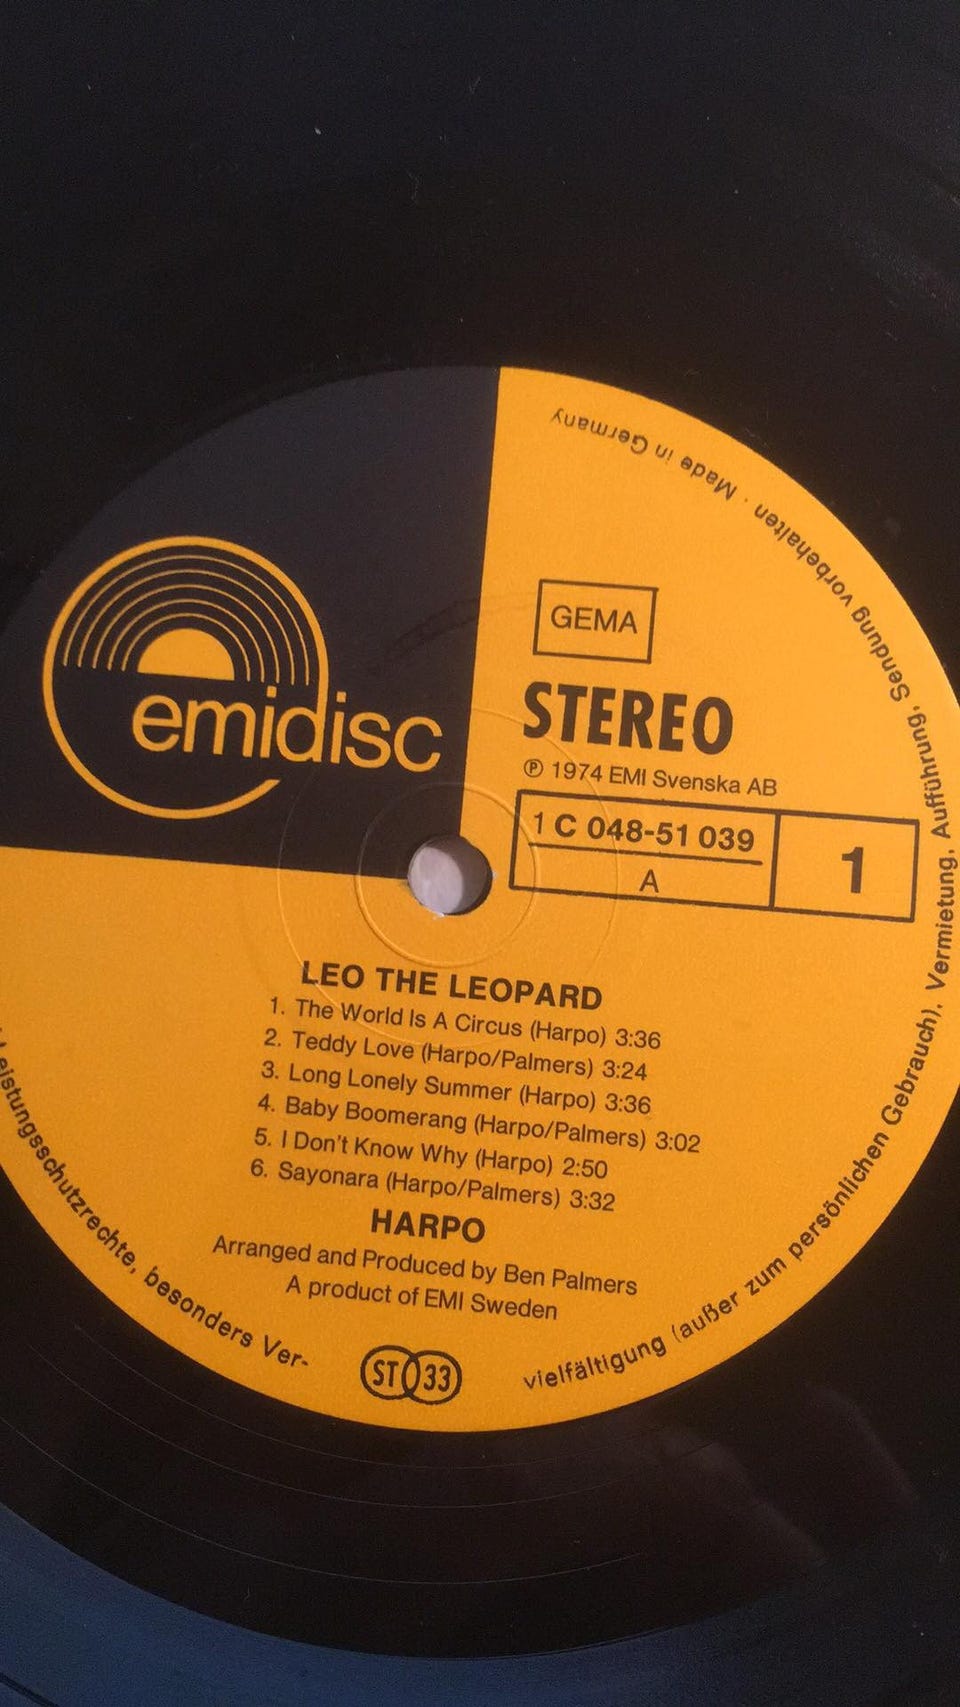 emidisc
GEMA
STEREO
℗ 1974 EMI Svenska AB
1 C 048-51 039
A
1
LEO THE LEOPARD
1. The World Is A Circus (Harpo) 3:36
2. Teddy Love (Harpo/Palmers) 3:24
3. Long Lonely Summer (Harpo) 3:36
4. Baby Boomerang (Harpo/Palmers) 3:02
5. I Don't Know Why (Harpo) 2:50
6. Sayonara (Harpo/Palmers) 3:32
HARPO
Arranged and Produced by Ben Palmers
A product of EMI Sweden
ST 33
eistungsschutzrechte, besonders Ver-
vielfältigung (außer zum persönlichen Gebrauch), Vermietung, Aufführung, Sendung vorbehalten · Made in Germany